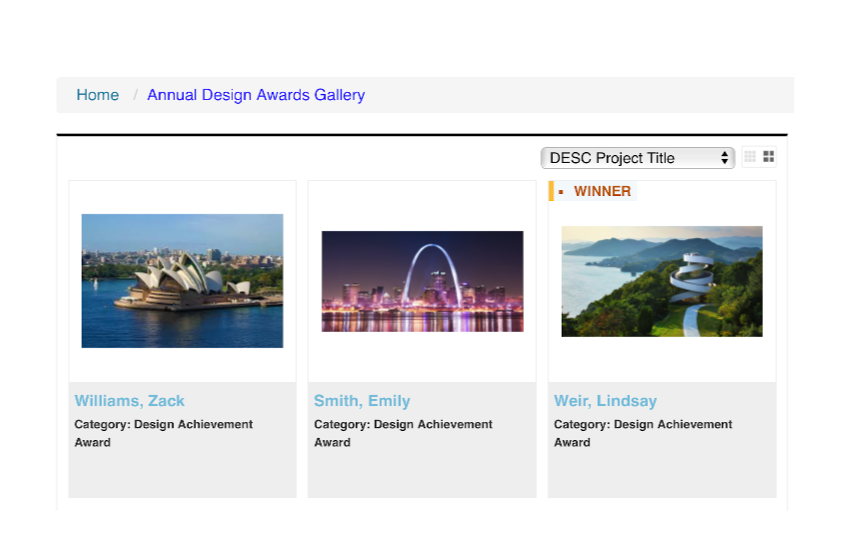 Home / Annual Design Awards Gallery
DESC Project Title
WINNER
Williams, Zack
Category: Design Achievement
Award
Smith, Emily
Category: Design Achievement
Award
Weir, Lindsay
Category: Design Achievement
Award